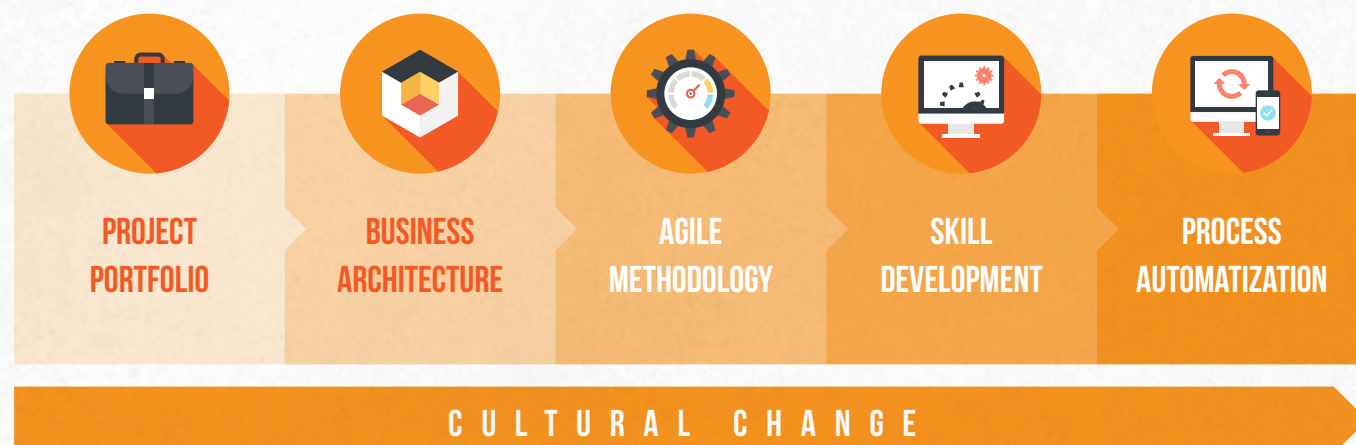 PROJECT
PORTFOLIO
BUSINESS
ARCHITECTURE
AGILE
METHODOLOGY
SKILL
DEVELOPMENT
PROCESS
AUTOMATIZATION
CULTURAL CHANGE